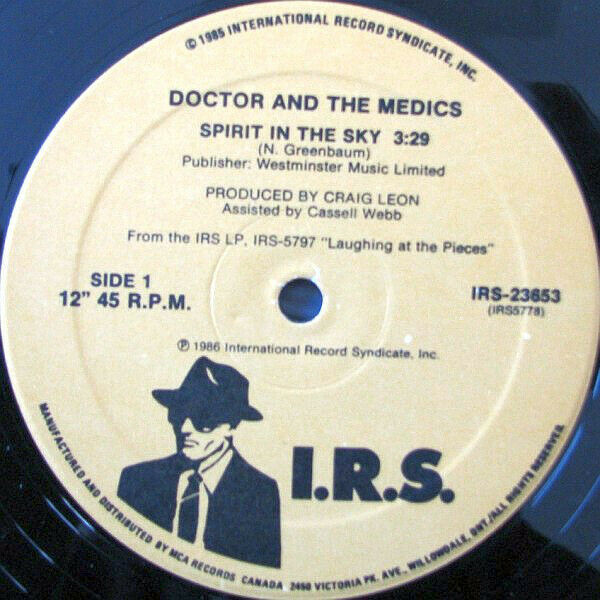 © 1985 INTERNATIONAL RECORD SYNDICATE, INC.
DOCTOR AND THE MEDICS
SPIRIT IN THE SKY 3:29
(N. Greenbaum)
Publisher: Westminster Music Limited
PRODUCED BY CRAIG LEON
Assisted by Cassell Webb
From the IRS LP, IRS-5797 "Laughing at the Pieces"
SIDE 1
12" 45 R.P.M.
IRS-23653
(IRS5778)
℗ 1986 International Record Syndicate, Inc.
I.R.S.
MANUFACTURED AND DISTRIBUTED BY MCA RECORDS CANADA 2450 VICTORIA PK. AVE., WILLOWDALE, ONT./ALL RIGHTS RESERVED.